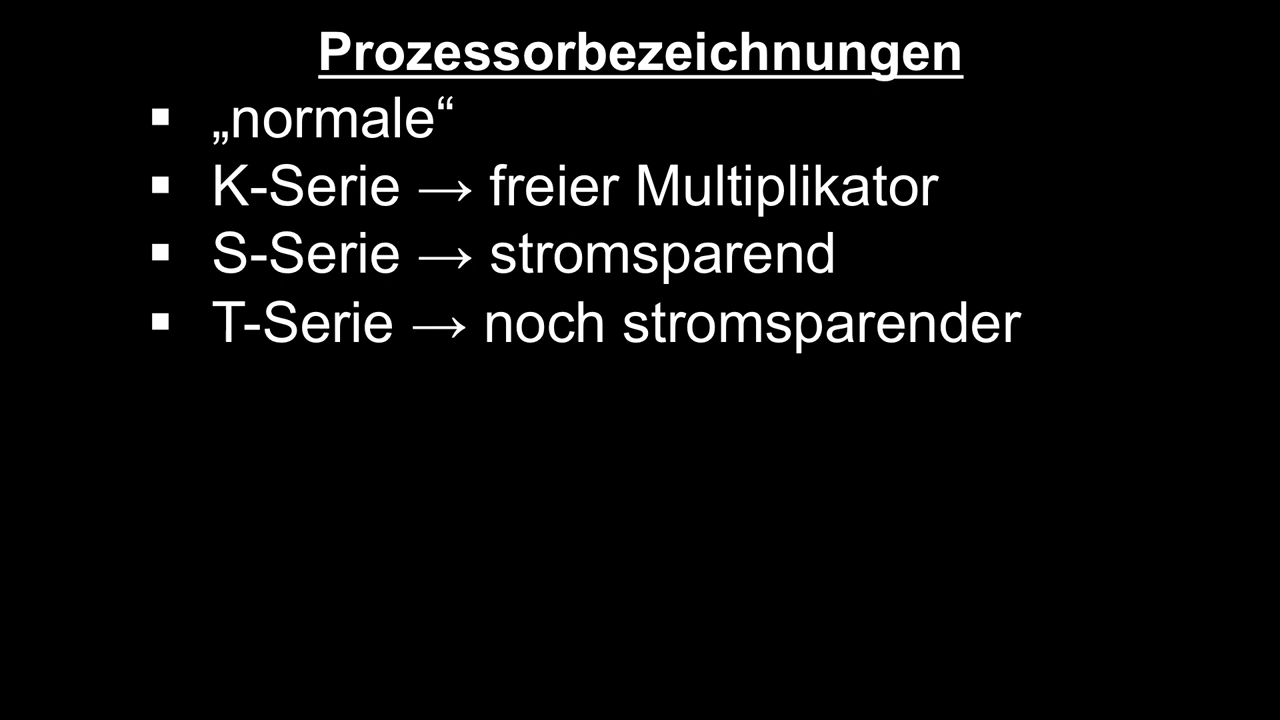 Prozessorbezeichnungen
▪ „normale“
▪ K-Serie → freier Multiplikator
▪ S-Serie → stromsparend
▪ T-Serie → noch stromsparender